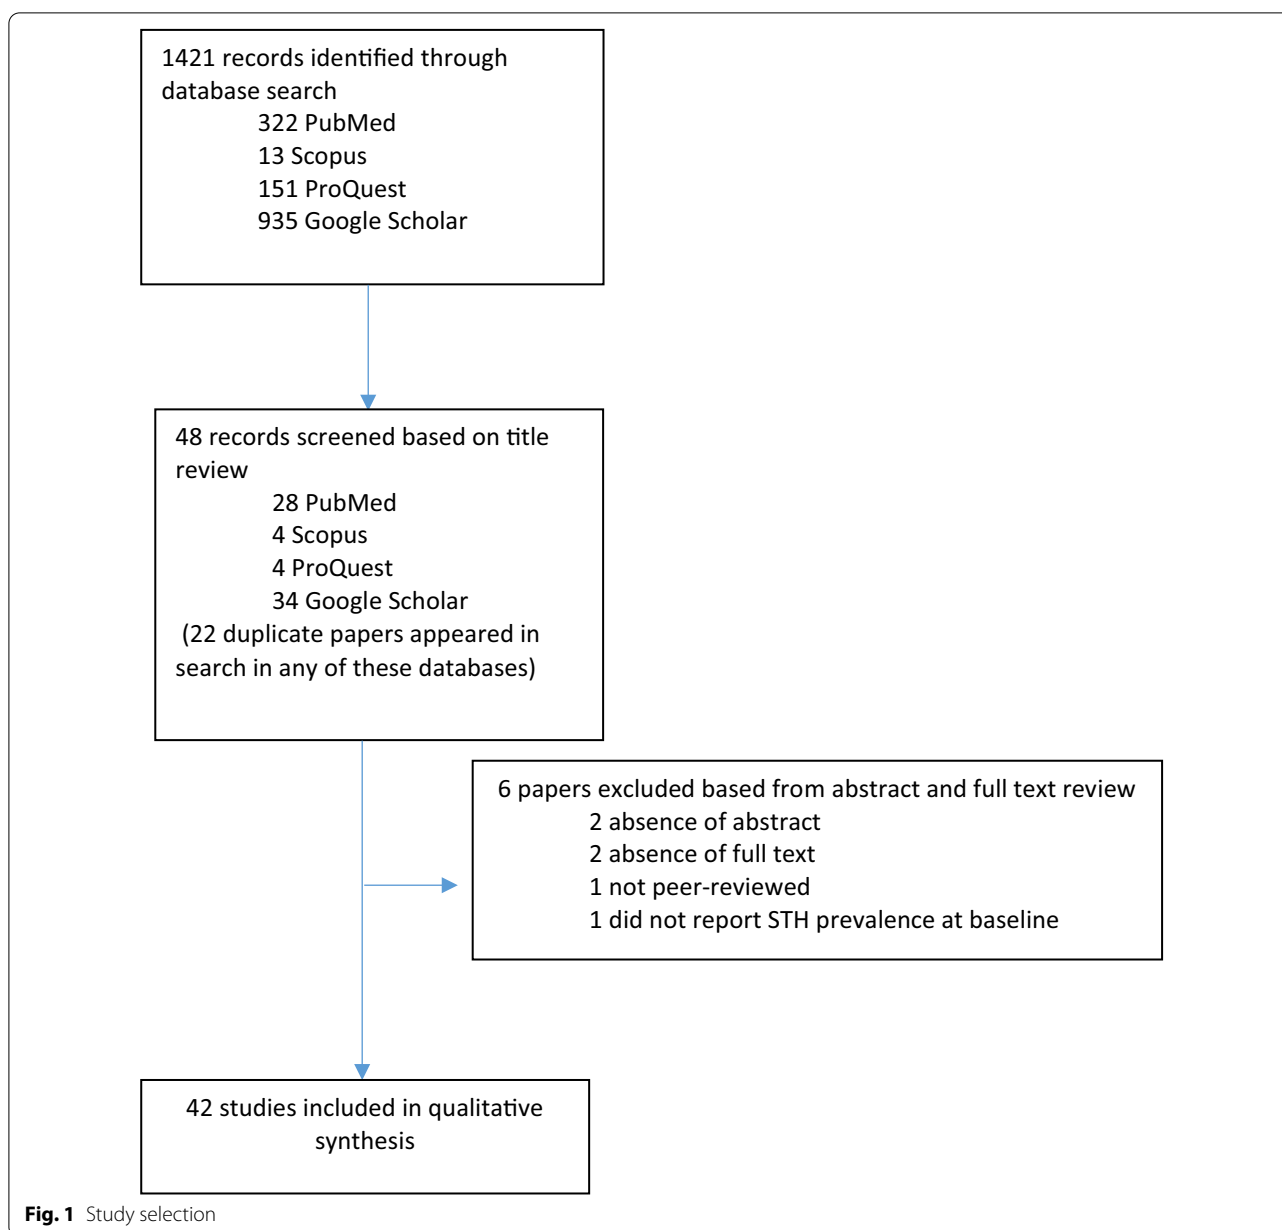 1421 records identified through
database search
322 PubMed
13 Scopus
151 ProQuest
935 Google Scholar
48 records screened based on title
review
28 PubMed
4 Scopus
4 ProQuest
34 Google Scholar
(22 duplicate papers appeared in
search in any of these databases)
6 papers excluded based from abstract and full text review
2 absence of abstract
2 absence of full text
1 not peer-reviewed
1 did not report STH prevalence at baseline
42 studies included in qualitative
synthesis
Fig. 1 Study selection